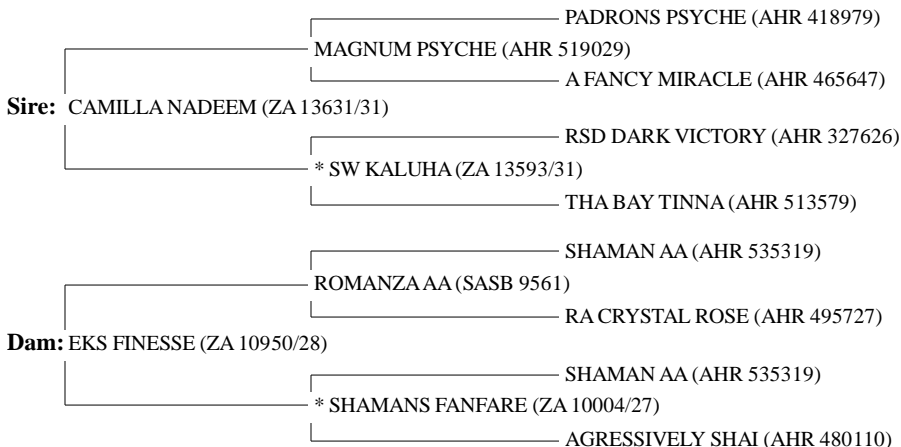 PADRONS PSYCHE (AHR 418979)
MAGNUM PSYCHE (AHR 519029)
A FANCY MIRACLE (AHR 465647)
Sire: CAMILLA NADEEM (ZA 13631/31)
RSD DARK VICTORY (AHR 327626)
* SW KALUHA (ZA 13593/31)
THA BAY TINNA (AHR 513579)
SHAMAN AA (AHR 535319)
ROMANZA AA (SASB 9561)
RA CRYSTAL ROSE (AHR 495727)
Dam: EKS FINESSE (ZA 10950/28)
SHAMAN AA (AHR 535319)
* SHAMANS FANFARE (ZA 10004/27)
AGRESSIVELY SHAI (AHR 480110)